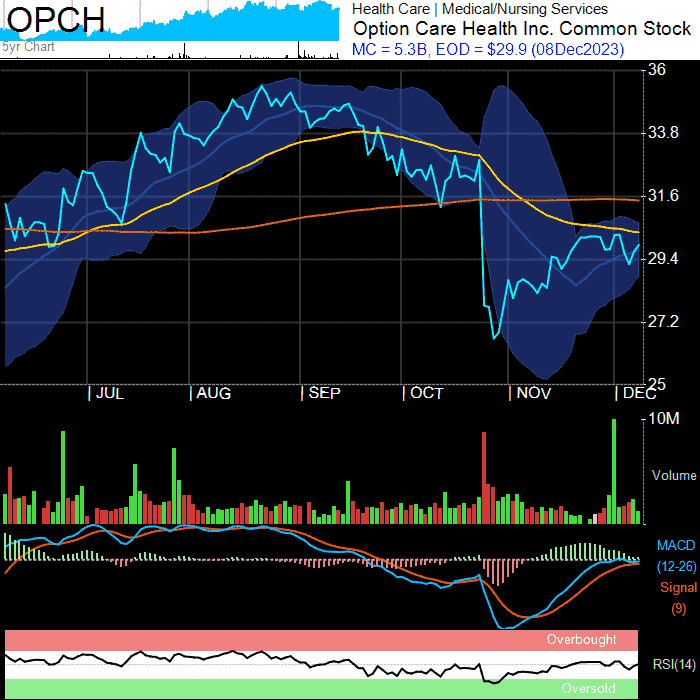 OPCH
5yr Chart
Health Care | Medical/Nursing Services
Option Care Health Inc. Common Stock
MC = 5.3B, EOD = $29.9 (08Dec2023)
36
33.8
31.6
29.4
27.2
25
| JUL | AUG | SEP | OCT | NOV | DEC
10M
Volume
MACD
(12-26)
Signal
(9)
Overbought
RSI(14)
Oversold